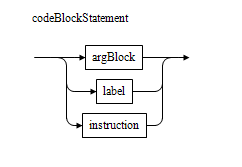 codeBlockStatement
argBlock
label
instruction